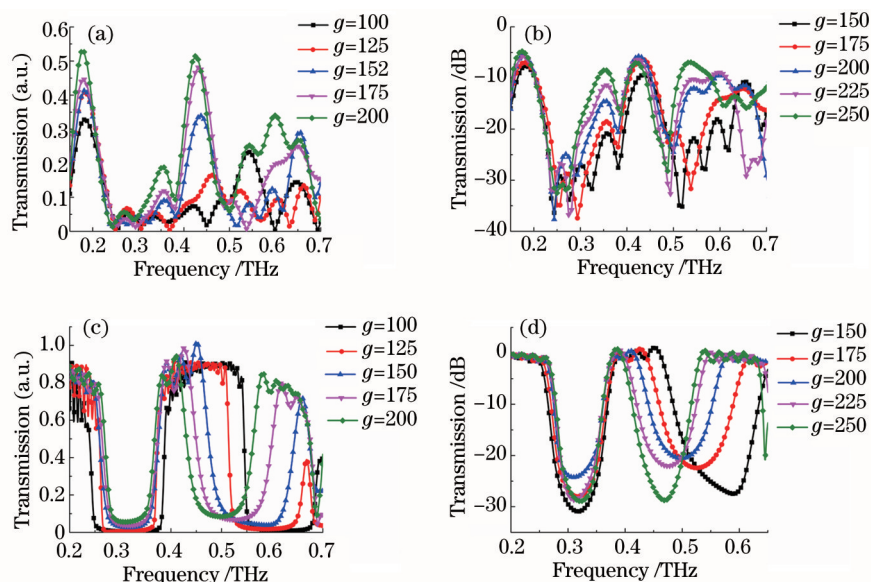 (a)
g=100
g=125
g=152
g=175
g=200
Transmission (a.u.)
0.6
0.5
0.4
0.3
0.2
0.1
0
0.2 0.3 0.4 0.5 0.6 0.7
Frequency /THz
(b)
g=150
g=175
g=200
g=225
g=250
Transmission /dB
0
−10
−20
−30
−40
0.2 0.3 0.4 0.5 0.6 0.7
Frequency /THz
(c)
g=100
g=125
g=150
g=175
g=200
Transmission (a.u.)
1.0
0.8
0.6
0.4
0.2
0
0.2 0.3 0.4 0.5 0.6 0.7
Frequency /THz
(d)
g=150
g=175
g=200
g=225
g=250
Transmission /dB
0
−10
−20
−30
0.2 0.3 0.4 0.5 0.6
Frequency /THz